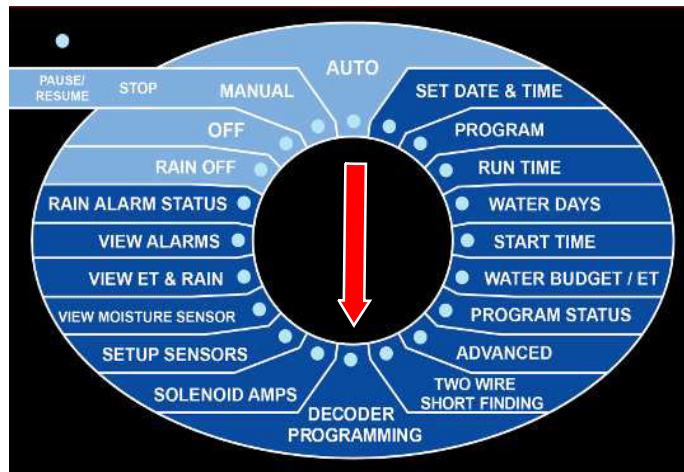 AUTO
PAUSE/
RESUME
STOP
MANUAL
OFF
RAIN OFF
RAIN ALARM STATUS
VIEW ALARMS
VIEW ET & RAIN
VIEW MOISTURE SENSOR
SETUP SENSORS
SOLENOID AMPS
DECODER
PROGRAMMING
SET DATE & TIME
PROGRAM
RUN TIME
WATER DAYS
START TIME
WATER BUDGET / ET
PROGRAM STATUS
ADVANCED
TWO WIRE
SHORT FINDING